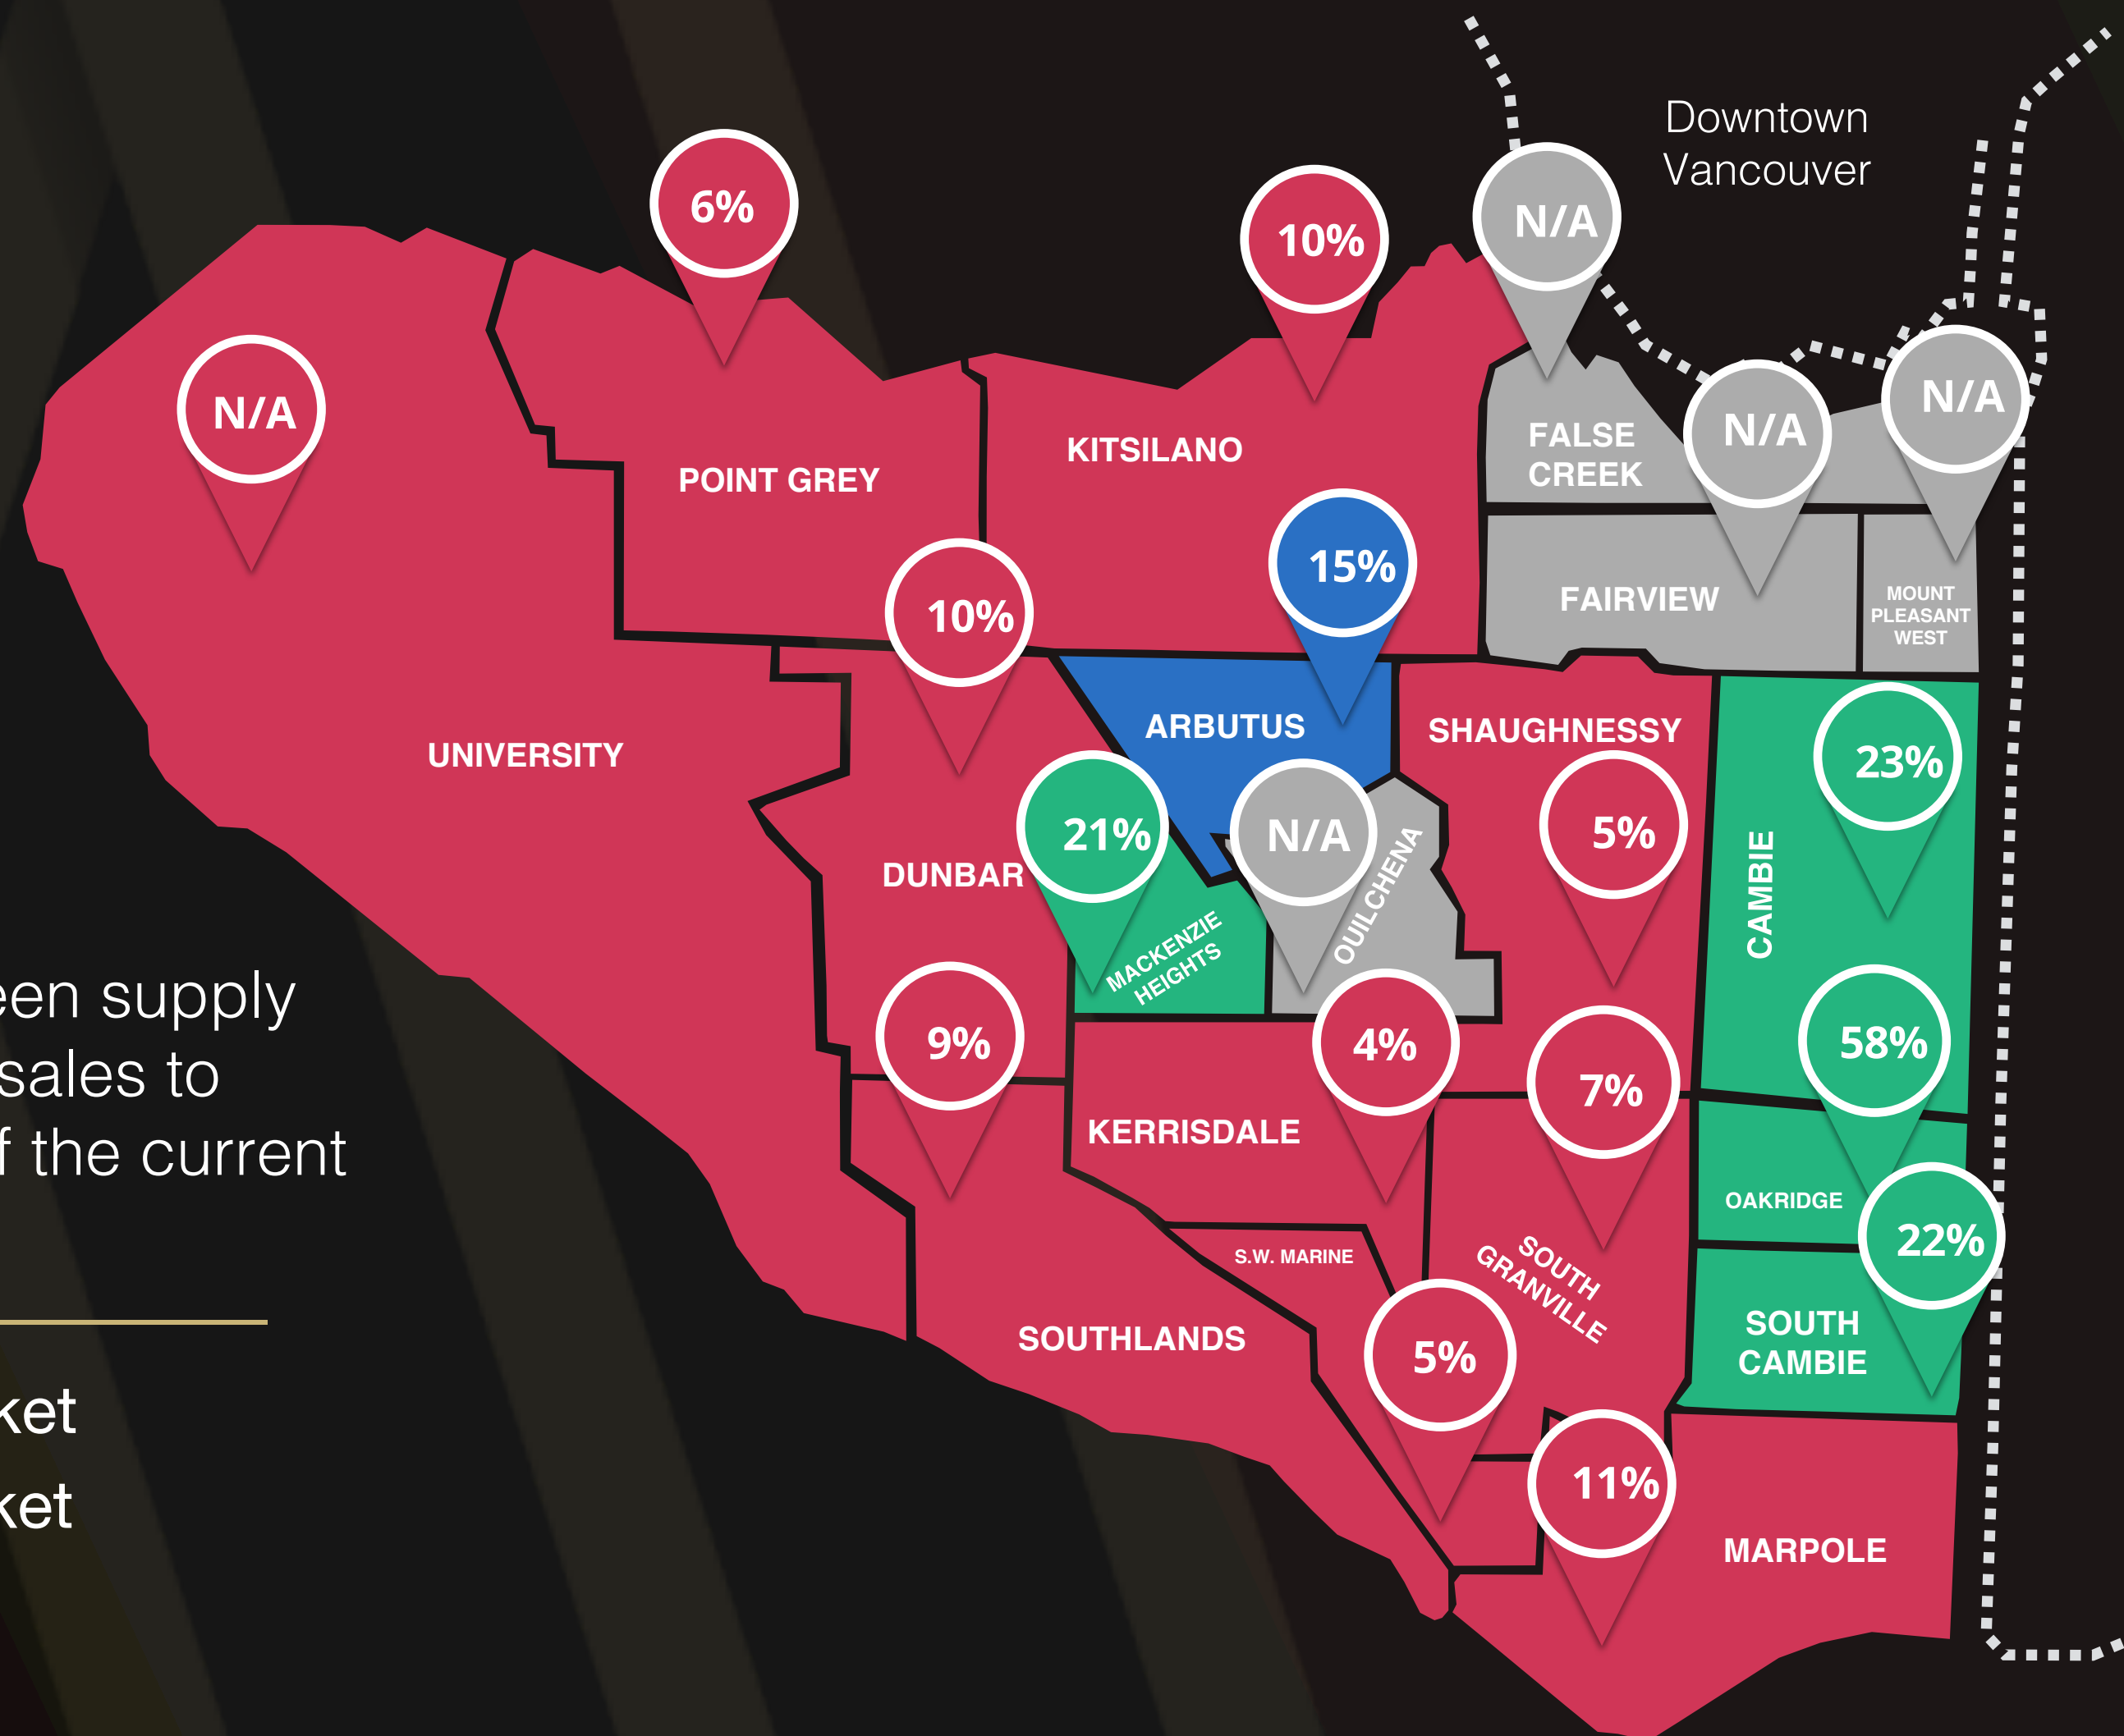 Downtown
Vancouver
6%
10%
N/A
N/A
N/A
N/A
FALSE
CREEK
KITSILANO
POINT GREY
15%
10%
FAIRVIEW
MOUNT
PLEASANT
WEST
ARBUTUS
SHAUGHNESSY
UNIVERSITY
23%
21%
N/A
5%
DUNBAR
CAMBIE
QUILCHENA
MACKENZIE
HEIGHTS
een supply
sales to
f the current
9%
4%
7%
58%
KERRISDALE
OAKRIDGE
22%
S.W. MARINE
SOUTH
GRANVILLE
SOUTHLANDS
SOUTH
CAMBIE
5%
ket
ket
11%
MARPOLE